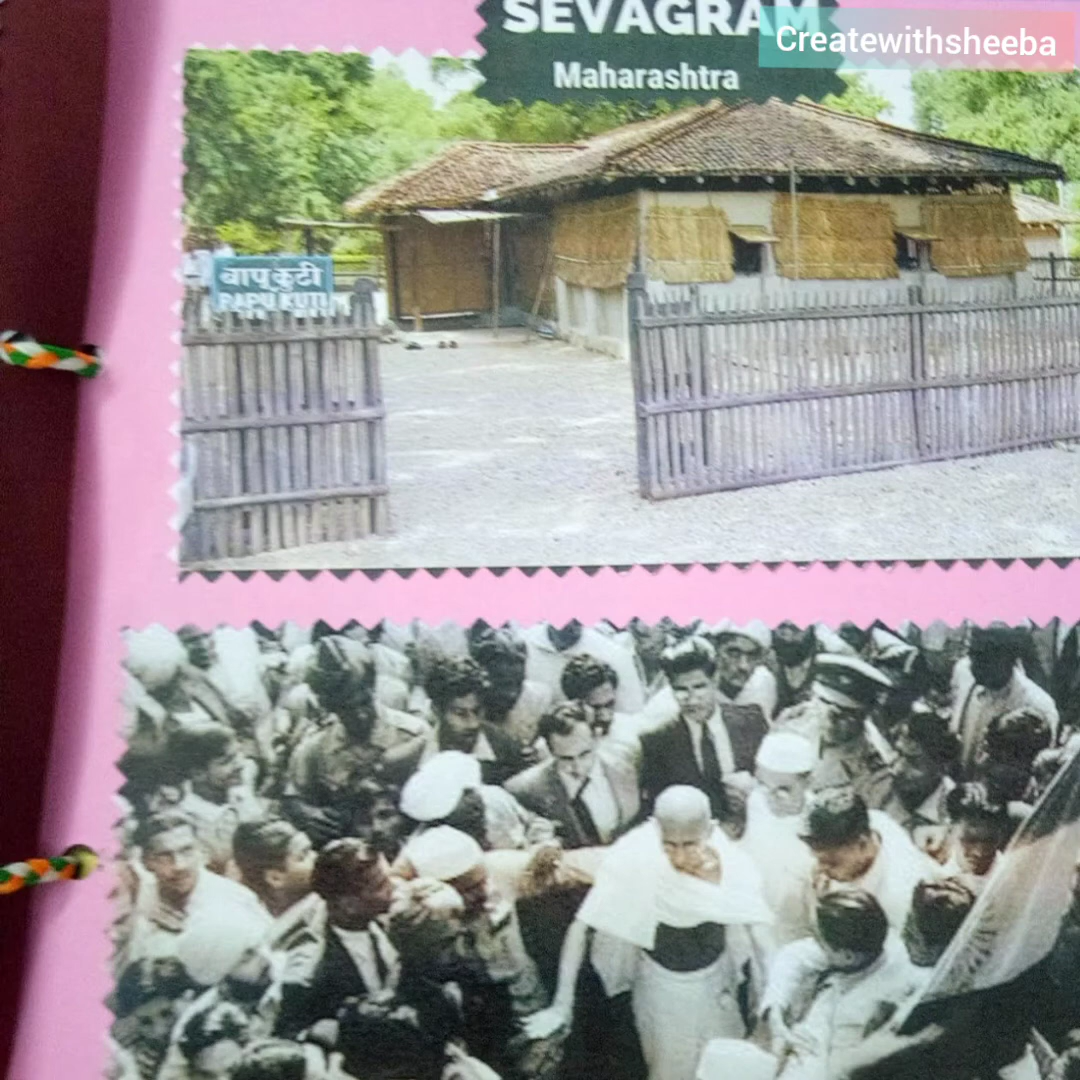 SEVAGRAM
Createwithsheeba
Maharashtra
बापू कुटी
BAPU KUTI